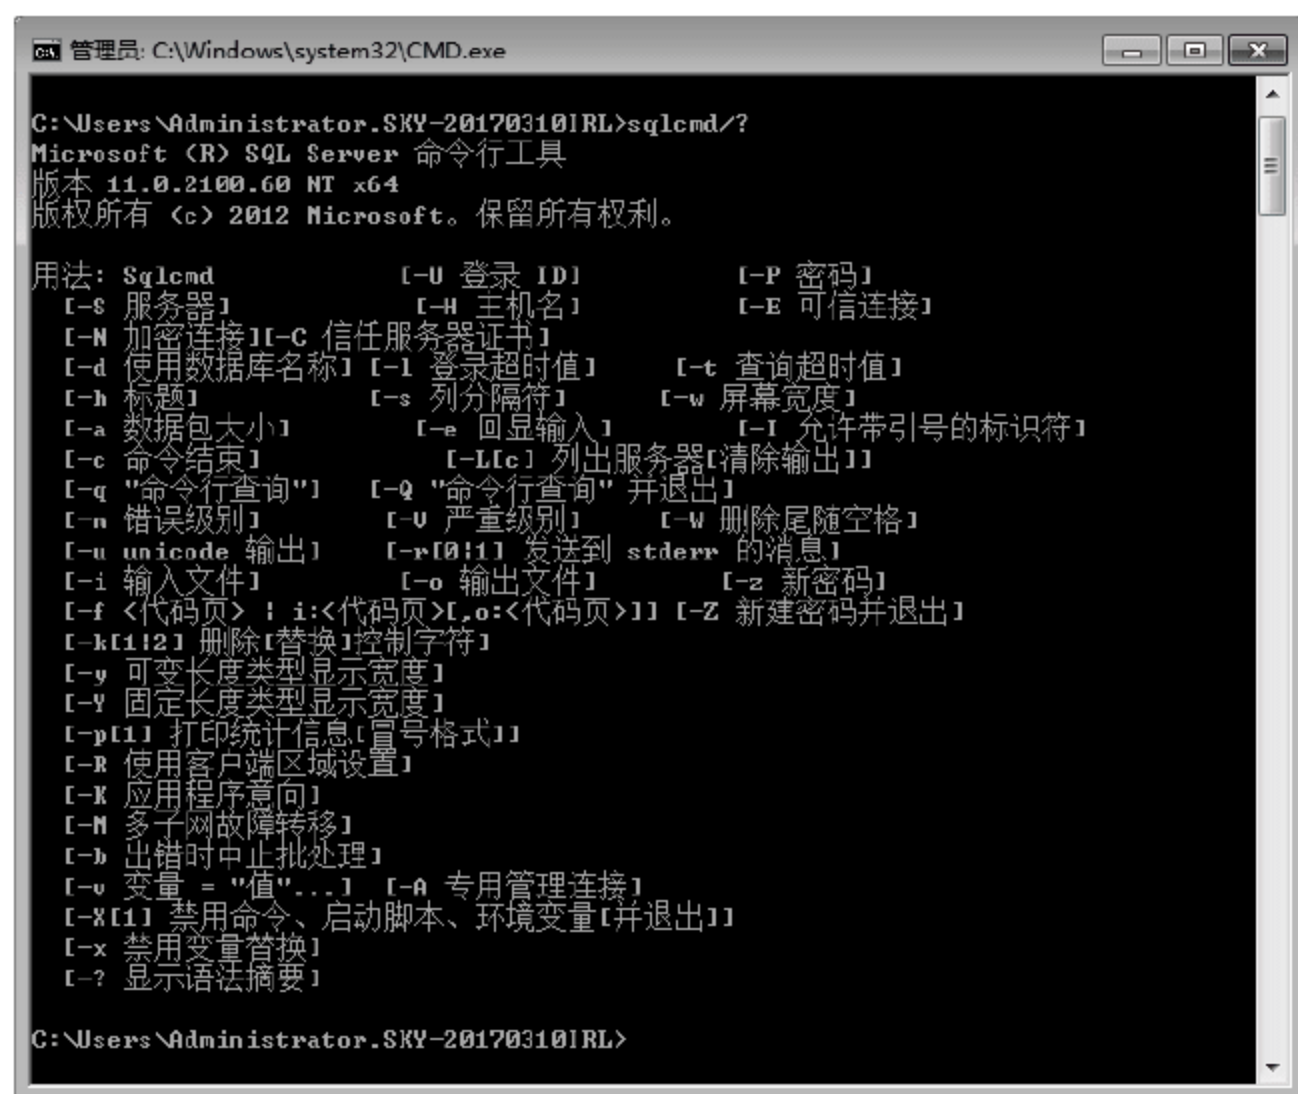 管理员: C:\Windows\system32\CMD.exe
C:\Users\Administrator.SKY-20170310IRL>sqlcmd/?
Microsoft (R) SQL Server 命令行工具
版本 11.0.2100.60 NT x64
版权所有 (c) 2012 Microsoft。保留所有权利。
用法: Sqlcmd [-U 登录 ID] [-P 密码]
[-S 服务器] [-H 主机名] [-E 可信连接]
[-N 加密连接][-C 信任服务器证书]
[-d 使用数据库名称] [-l 登录超时值] [-t 查询超时值]
[-h 标题] [-s 列分隔符] [-w 屏幕宽度]
[-a 数据包大小] [-e 回显输入] [-I 允许带引号的标识符]
[-c 命令结束] [-L[c] 列出服务器[清除输出]]
[-q "命令行查询"] [-Q "命令行查询" 并退出]
[-m 错误级别] [-V 严重级别] [-W 删除尾随空格]
[-u unicode 输出] [-r[0|1] 发送到 stderr 的消息]
[-i 输入文件] [-o 输出文件] [-z 新密码]
[-f <代码页> | i:<代码页>[,o:<代码页>]] [-Z 新建密码并退出]
[-k[1|2] 删除[替换]控制字符]
[-y 可变长度类型显示宽度]
[-Y 固定长度类型显示宽度]
[-p[1] 打印统计信息[冒号格式]]
[-R 使用客户端区域设置]
[-K 应用程序意向]
[-M 多子网故障转移]
[-b 出错时中止批处理]
[-v 变量 = "值"...] [-A 专用管理连接]
[-X[1] 禁用命令、启动脚本、环境变量[并退出]]
[-x 禁用变量替换]
[-? 显示语法摘要]
C:\Users\Administrator.SKY-20170310IRL>